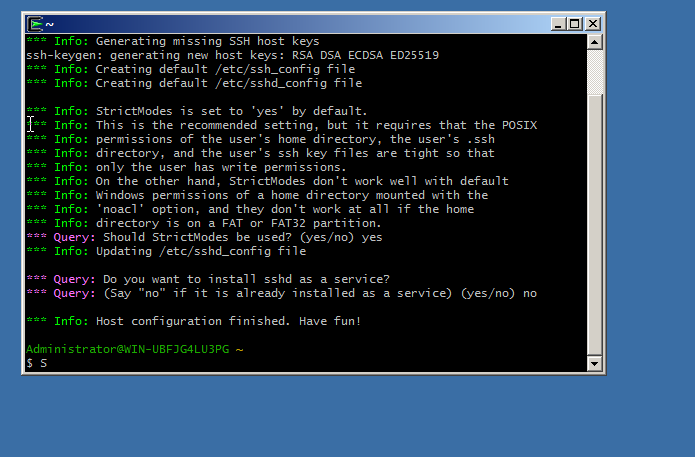 ~
*** Info: Generating missing SSH host keys
ssh-keygen: generating new host keys: RSA DSA ECDSA ED25519
*** Info: Creating default /etc/ssh_config file
*** Info: Creating default /etc/sshd_config file
*** Info: StrictModes is set to 'yes' by default.
*** Info: This is the recommended setting, but it requires that the POSIX
*** Info: permissions of the user's home directory, the user's .ssh
*** Info: directory, and the user's ssh key files are tight so that
*** Info: only the user has write permissions.
*** Info: On the other hand, StrictModes don't work well with default
*** Info: Windows permissions of a home directory mounted with the
*** Info: 'noacl' option, and they don't work at all if the home
*** Info: directory is on a FAT or FAT32 partition.
*** Query: Should StrictModes be used? (yes/no) yes
*** Info: Updating /etc/sshd_config file
*** Query: Do you want to install sshd as a service?
*** Query: (Say "no" if it is already installed as a service) (yes/no) no
*** Info: Host configuration finished. Have fun!
Administrator@WIN-UBFJG4LU3PG ~
$ S